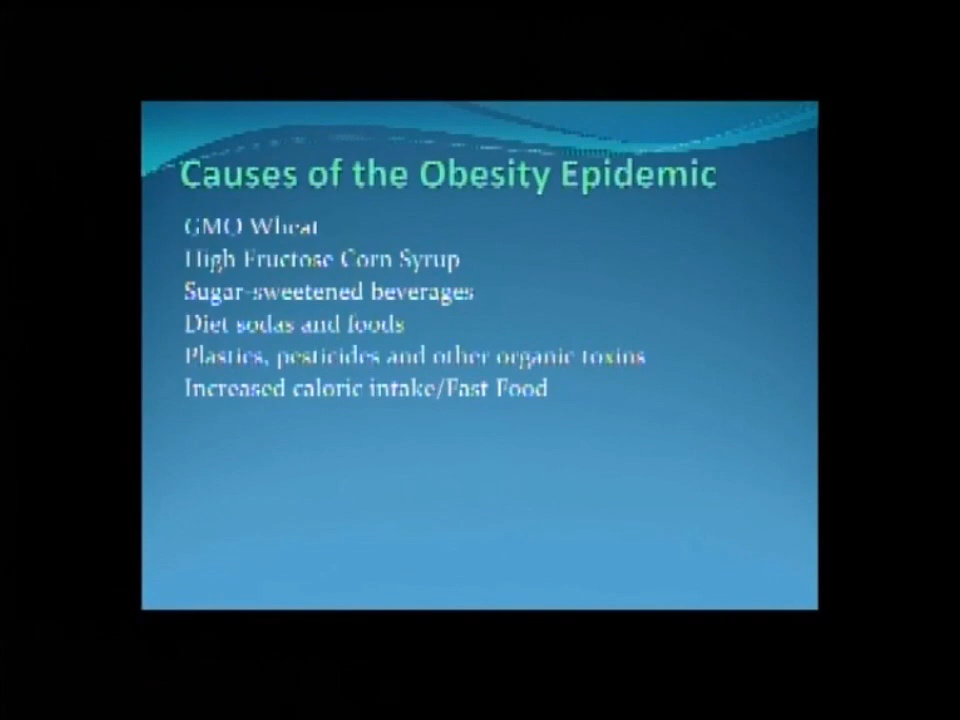 Causes of the Obesity Epidemic
GMO Wheat
High Fructose Corn Syrup
Sugar-sweetened beverages
Diet sodas and foods
Plastics, pesticides and other organic toxins
Increased caloric intake/Fast Food